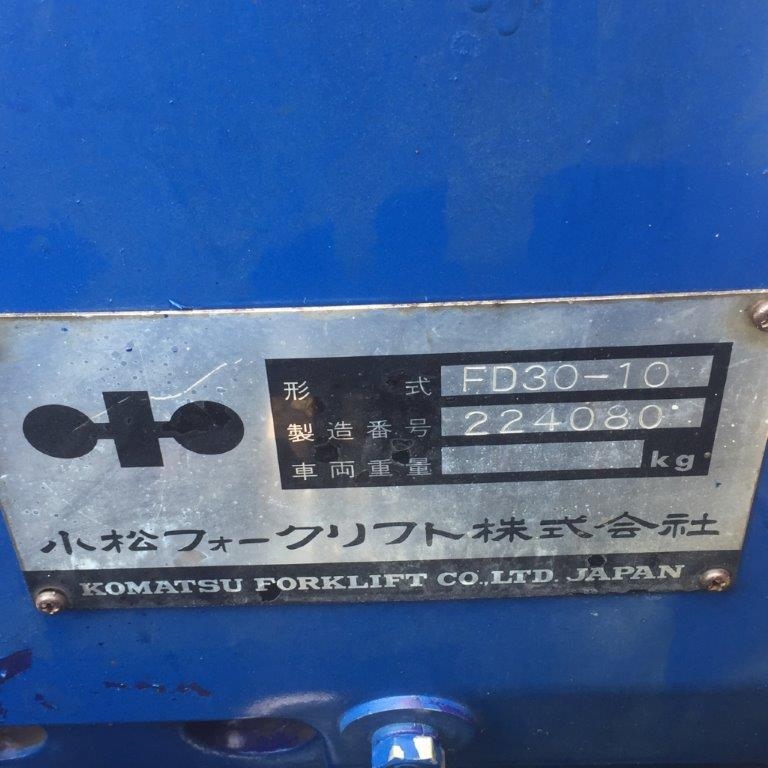 形式 FD30-10
製造番号 224080
車両重量 kg
小松フォークリフト株式会社
KOMATSU FORKLIFT CO.,LTD. JAPAN